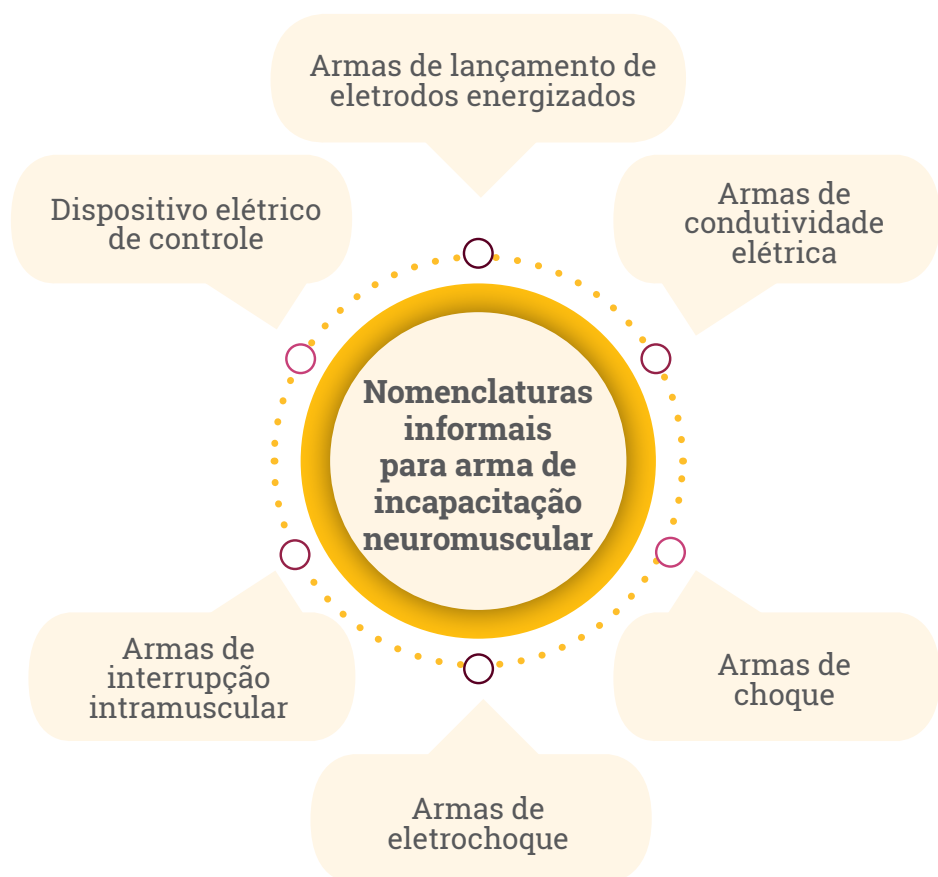 Armas de lançamento de
eletrodos energizados
Dispositivo elétrico
de controle
Armas de
condutividade
elétrica
Nomenclaturas
informais
para arma de
incapacitação
neuromuscular
Armas de
interrupção
intramuscular
Armas de
choque
Armas de
eletrochoque